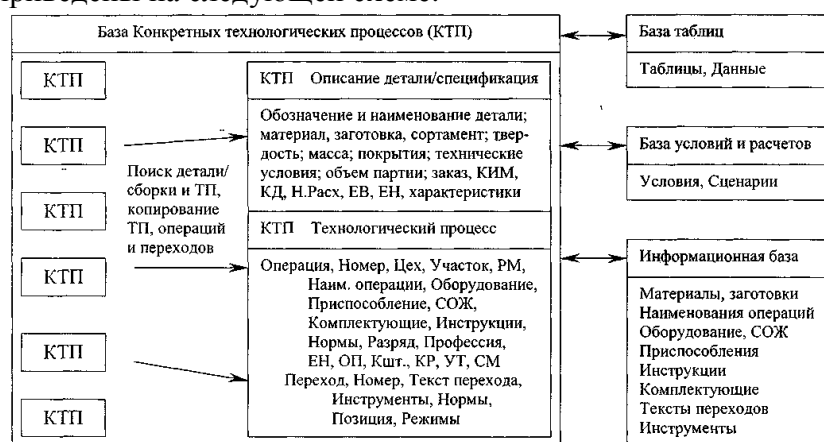 приведены на следующей схеме.
База Конкретных технологических процессов (КТП)
КТП
КТП
КТП
КТП
КТП
КТП
Поиск детали/
сборки и ТП,
копирование
ТП, операций
и переходов
КТП Описание детали/спецификация
Обозначение и наименование детали;
материал, заготовка, сортамент; твер-
дость; масса; покрытия; технические
условия; объем партии; заказ, КИМ,
КД, Н.Расх, ЕВ, ЕН, характеристики
КТП Технологический процесс
Операция, Номер, Цех, Участок, РМ,
Наим. операции, Оборудование,
Приспособление, СОЖ,
Комплектующие, Инструкции,
Нормы, Разряд, Профессия,
ЕН, ОП, Кшт., КР, УТ, СМ
Переход, Номер, Текст перехода,
Инструменты, Нормы,
Позиция, Режимы
База таблиц
Таблицы, Данные
База условий и расчетов
Условия, Сценарии
Информационная база
Материалы, заготовки
Наименования операций
Оборудование, СОЖ
Приспособления
Инструкции
Комплектующие
Тексты переходов
Инструменты